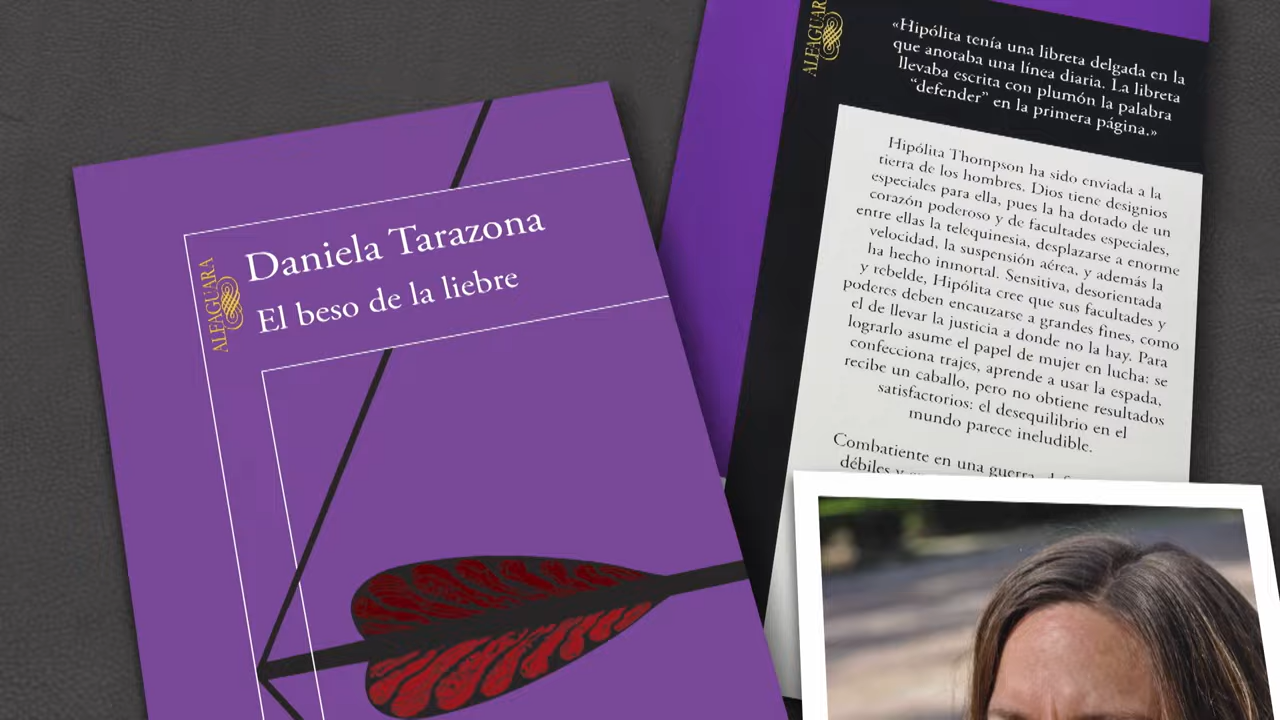 Daniela Tarazona
El beso de la liebre
ALFAGUARA
ALFAGUARA
«Hipólita tenía una libreta delgada en la
que anotaba una línea diaria. La libreta
llevaba escrita con plumón la palabra
“defender” en la primera página.»
Hipólita Thompson ha sido enviada a la
tierra de los hombres. Dios tiene designios
especiales para ella, pues la ha dotado de un
corazón poderoso y de facultades especiales,
entre ellas la telequinesia, desplazarse a enorme
velocidad, la suspensión aérea, y además la
ha hecho inmortal. Sensitiva, desorientada
y rebelde, Hipólita cree que sus facultades y
poderes deben encauzarse a grandes fines, como
el de llevar la justicia a donde no la hay. Para
lograrlo asume el papel de mujer en lucha: se
confecciona trajes, aprende a usar la espada,
recibe un caballo, pero no obtiene resultados
satisfactorios: el desequilibrio en el
mundo parece ineludible.
Combatiente en una guerra,
débiles y